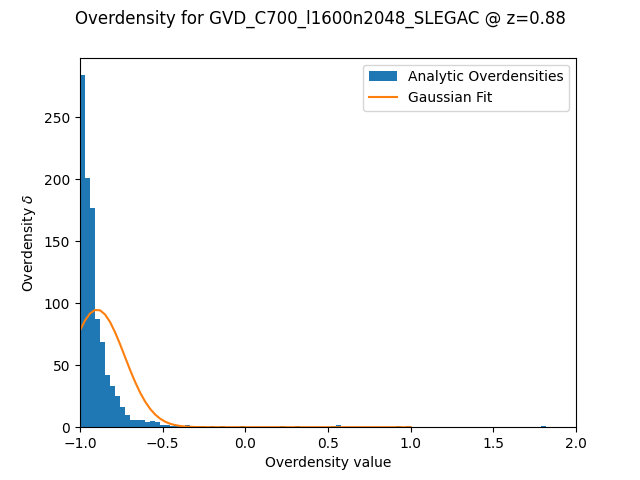 Overdensity for GVD_C700_l1600n2048_SLEGAC @ z=0.88
Analytic Overdensities
Gaussian Fit
Overdensity δ
250
200
150
100
50
0
−1.0
−0.5
0.0
0.5
1.0
1.5
2.0
Overdensity value